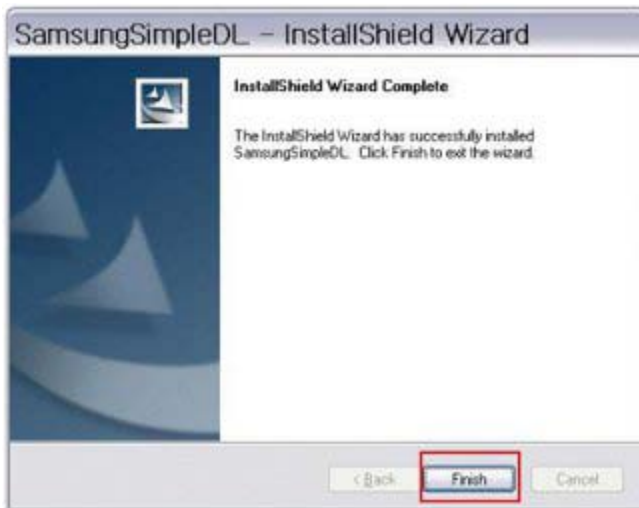 SamsungSimpleDL - InstallShield Wizard
InstallShield Wizard Complete
The InstallShield Wizard has successfully installed
SamsungSimpleDL. Click Finish to exit the wizard.
< Back
Finish
Cancel